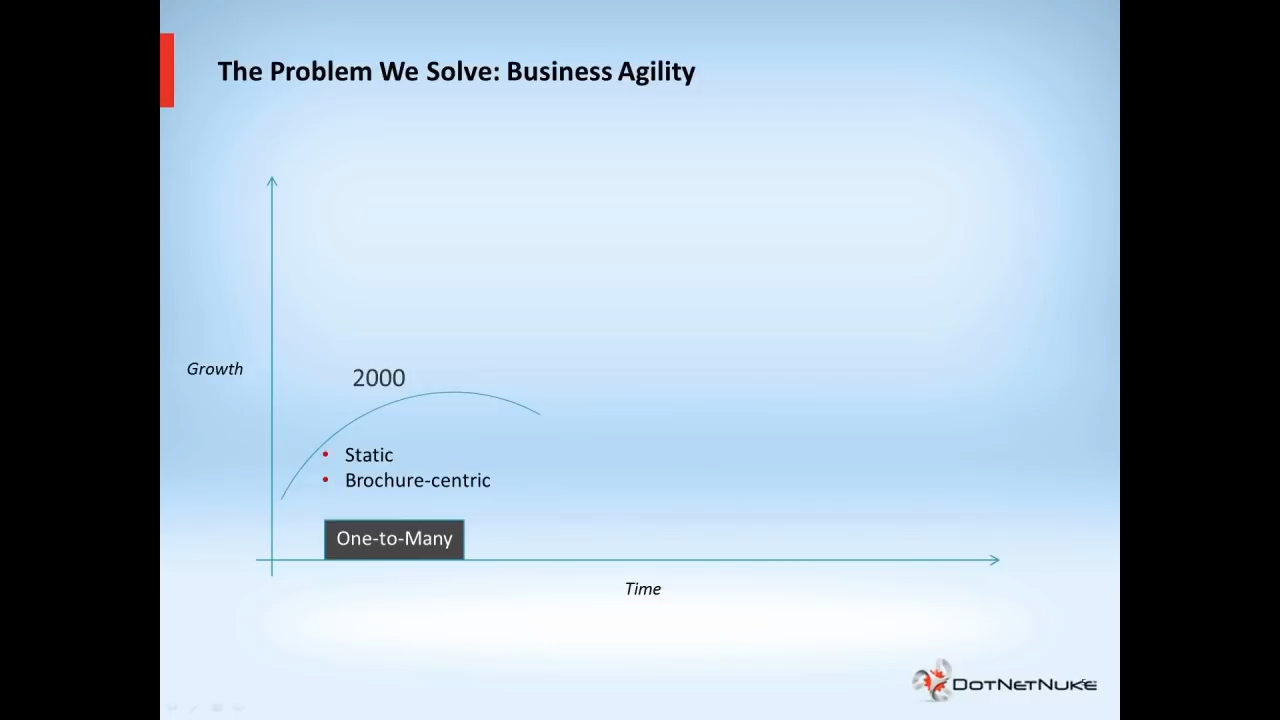 The Problem We Solve: Business Agility
Growth
2000
• Static
• Brochure-centric
One-to-Many
Time
DotNetNuke